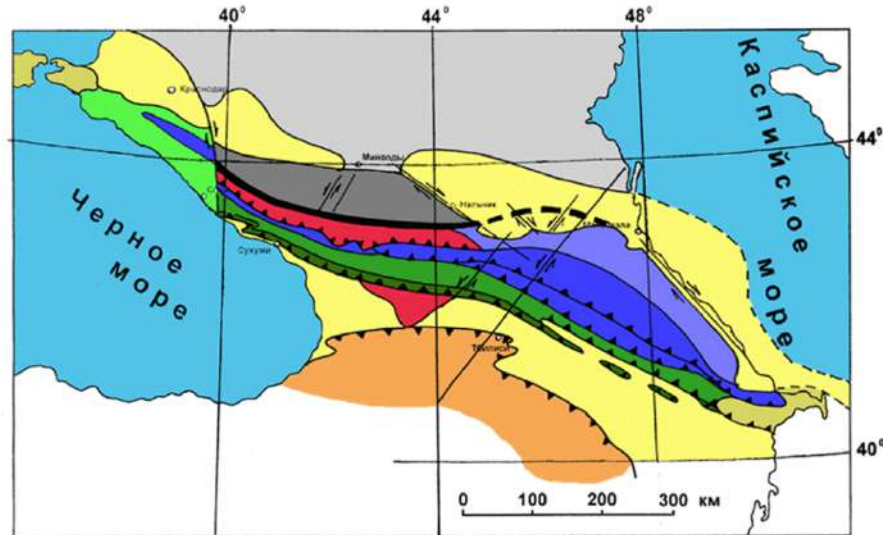 40°
44°
48°
Краснодар
Минводы
44°
Нальчик
Сухуми
Черное
море
Каспийское
море
Тбилиси
40°
0 100 200 300 км